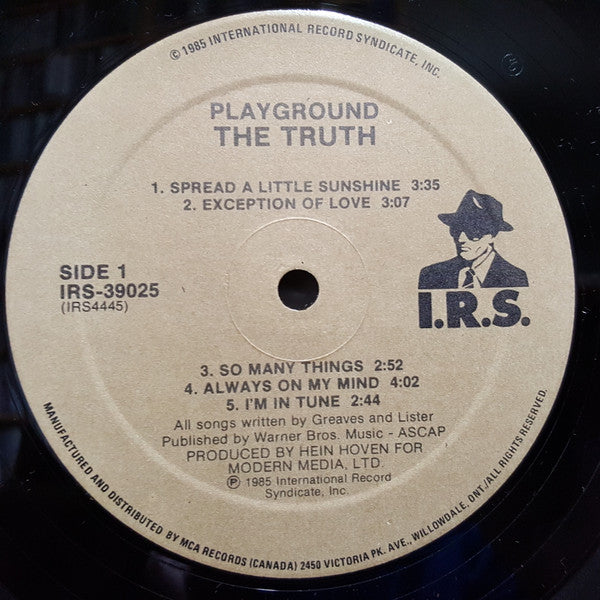 © 1985 INTERNATIONAL RECORD SYNDICATE, INC.
PLAYGROUND
THE TRUTH
1. SPREAD A LITTLE SUNSHINE 3:35
2. EXCEPTION OF LOVE 3:07
SIDE 1
IRS-39025
(IRS4445)
I.R.S.
3. SO MANY THINGS 2:52
4. ALWAYS ON MY MIND 4:02
5. I'M IN TUNE 2:44
All songs written by Greaves and Lister
Published by Warner Bros. Music - ASCAP
PRODUCED BY HEIN HOVEN FOR
MODERN MEDIA, LTD.
℗ 1985 International Record
Syndicate, Inc.
MANUFACTURED AND DISTRIBUTED BY MCA RECORDS (CANADA) 2450 VICTORIA PK. AVE., WILLOWDALE, ONT./ALL RIGHTS RESERVED.